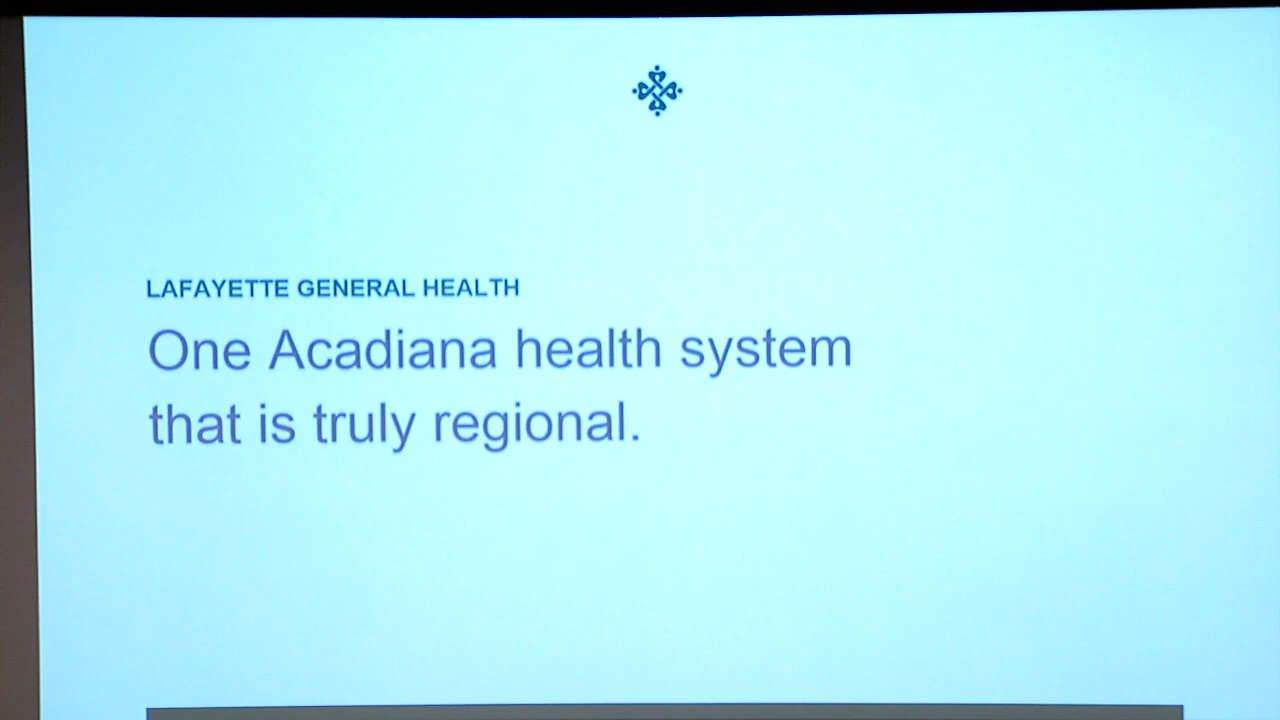 LAFAYETTE GENERAL HEALTH
One Acadiana health system
that is truly regional.